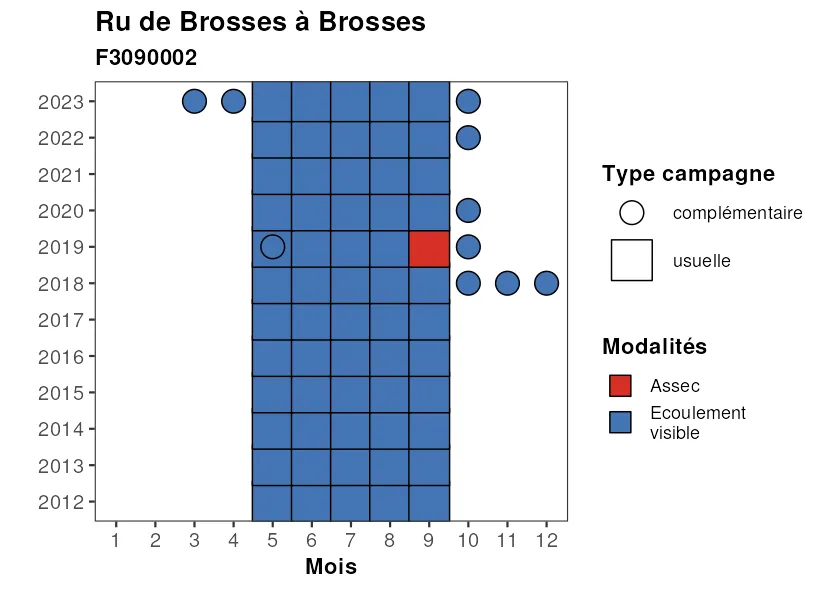 Ru de Brosses à Brosses
F3090002
2023
2022
2021
2020
2019
2018
2017
2016
2015
2014
2013
2012
1 2 3 4 5 6 7 8 9 10 11 12
Mois
Type campagne
complémentaire
usuelle
Modalités
Assec
Ecoulement
visible